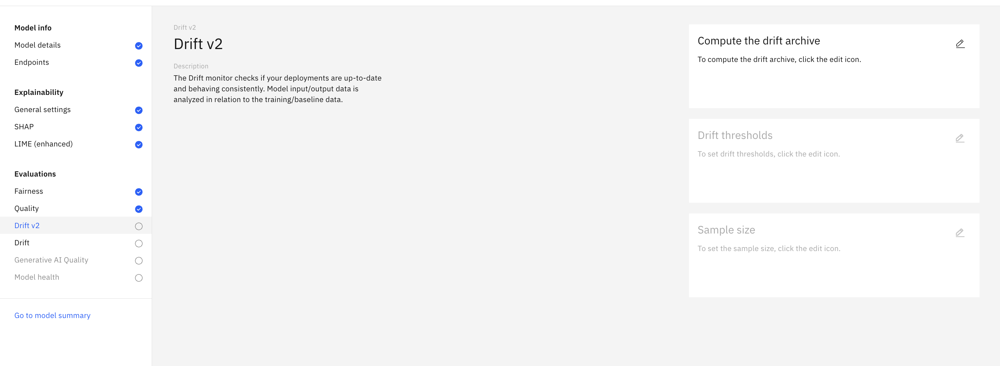 Model info
Model details
Endpoints
Explainability
General settings
SHAP
LIME (enhanced)
Evaluations
Fairness
Quality
Drift v2
Drift
Generative AI Quality
Model health
Go to model summary
Drift v2
Drift v2
Description
The Drift monitor checks if your deployments are up-to-date
and behaving consistently. Model input/output data is
analyzed in relation to the training/baseline data.
Compute the drift archive
To compute the drift archive, click the edit icon.
Drift thresholds
To set drift thresholds, click the edit icon.
Sample size
To set the sample size, click the edit icon.